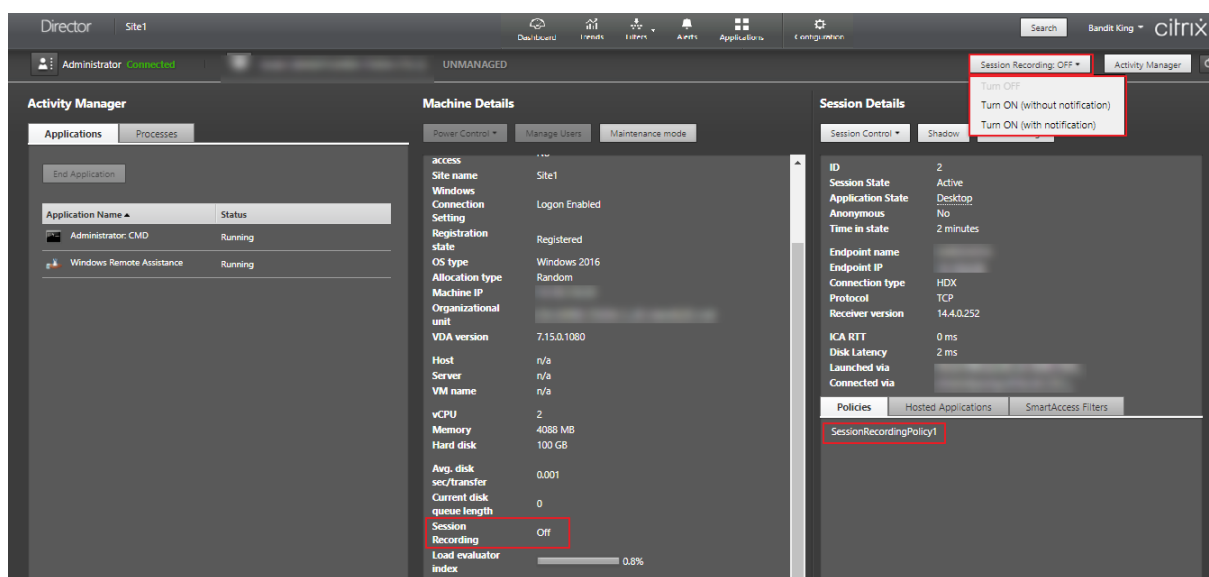 Director Site1
Dashboard Trends Filters Alerts Applications Configuration
Search Bandit King citrix
Administrator Connected
UNMANAGED
Session Recording: OFF Activity Manager
Turn OFF
Turn ON (without notification)
Turn ON (with notification)
Activity Manager
Applications Processes
End Application
Application Name Status
Administrator: CMD Running
Windows Remote Assistance Running
Machine Details
Power Control Manage Users Maintenance mode
access
Site name Site1
Windows
Connection Logon Enabled
Setting
Registration
state Registered
OS type Windows 2016
Allocation type Random
Machine IP
Organizational
unit
VDA version 7.15.0.1080
Host n/a
Server n/a
VM name n/a
vCPU 2
Memory 4088 MB
Hard disk 100 GB
Avg. disk
sec/transfer 0.001
Current disk
queue length 0
Session
Recording Off
Load evaluator
index 0.8%
Session Details
Session Control Shadow
ID 2
Session State Active
Application State Desktop
Anonymous No
Time in state 2 minutes
Endpoint name
Endpoint IP
Connection type HDX
Protocol TCP
Receiver version 14.4.0.252
ICA RTT 0 ms
Disk Latency 2 ms
Launched via
Connected via
Policies Hosted Applications SmartAccess Filters
SessionRecordingPolicy1